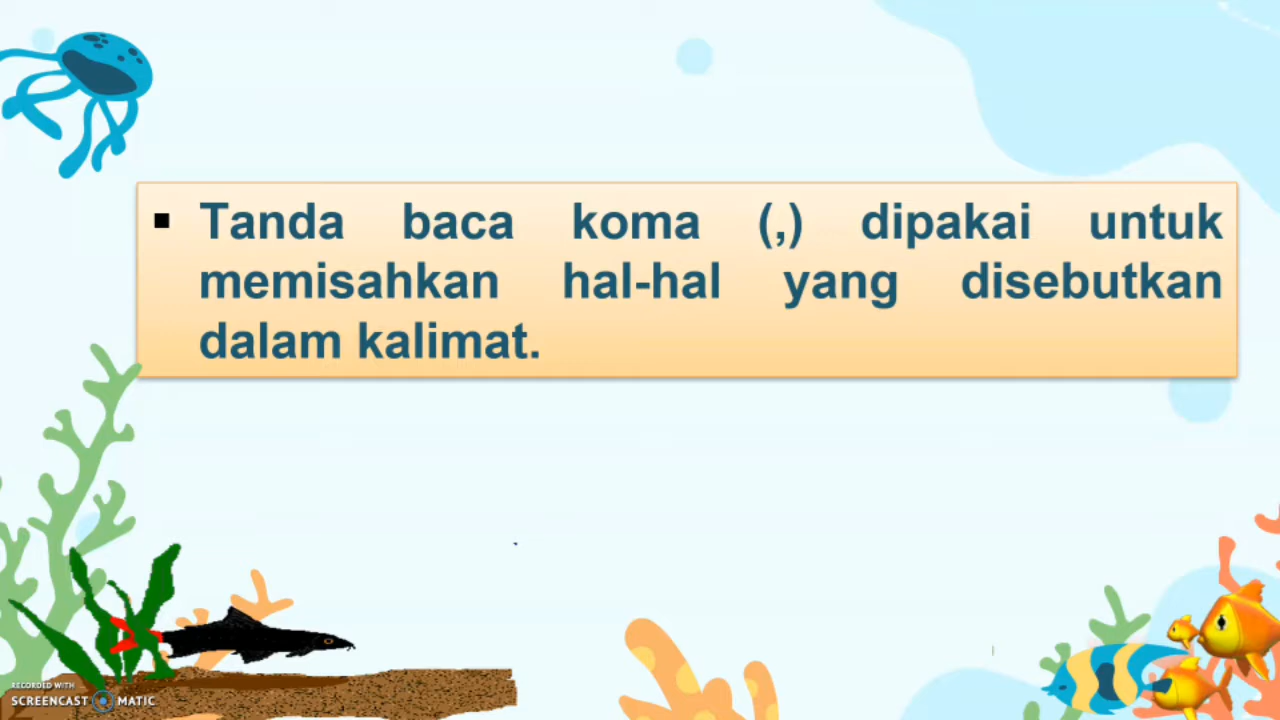 ▪ Tanda baca koma (,) dipakai untuk
memisahkan hal-hal yang disebutkan
dalam kalimat.
RECORDED WITH
SCREENCAST MATIC